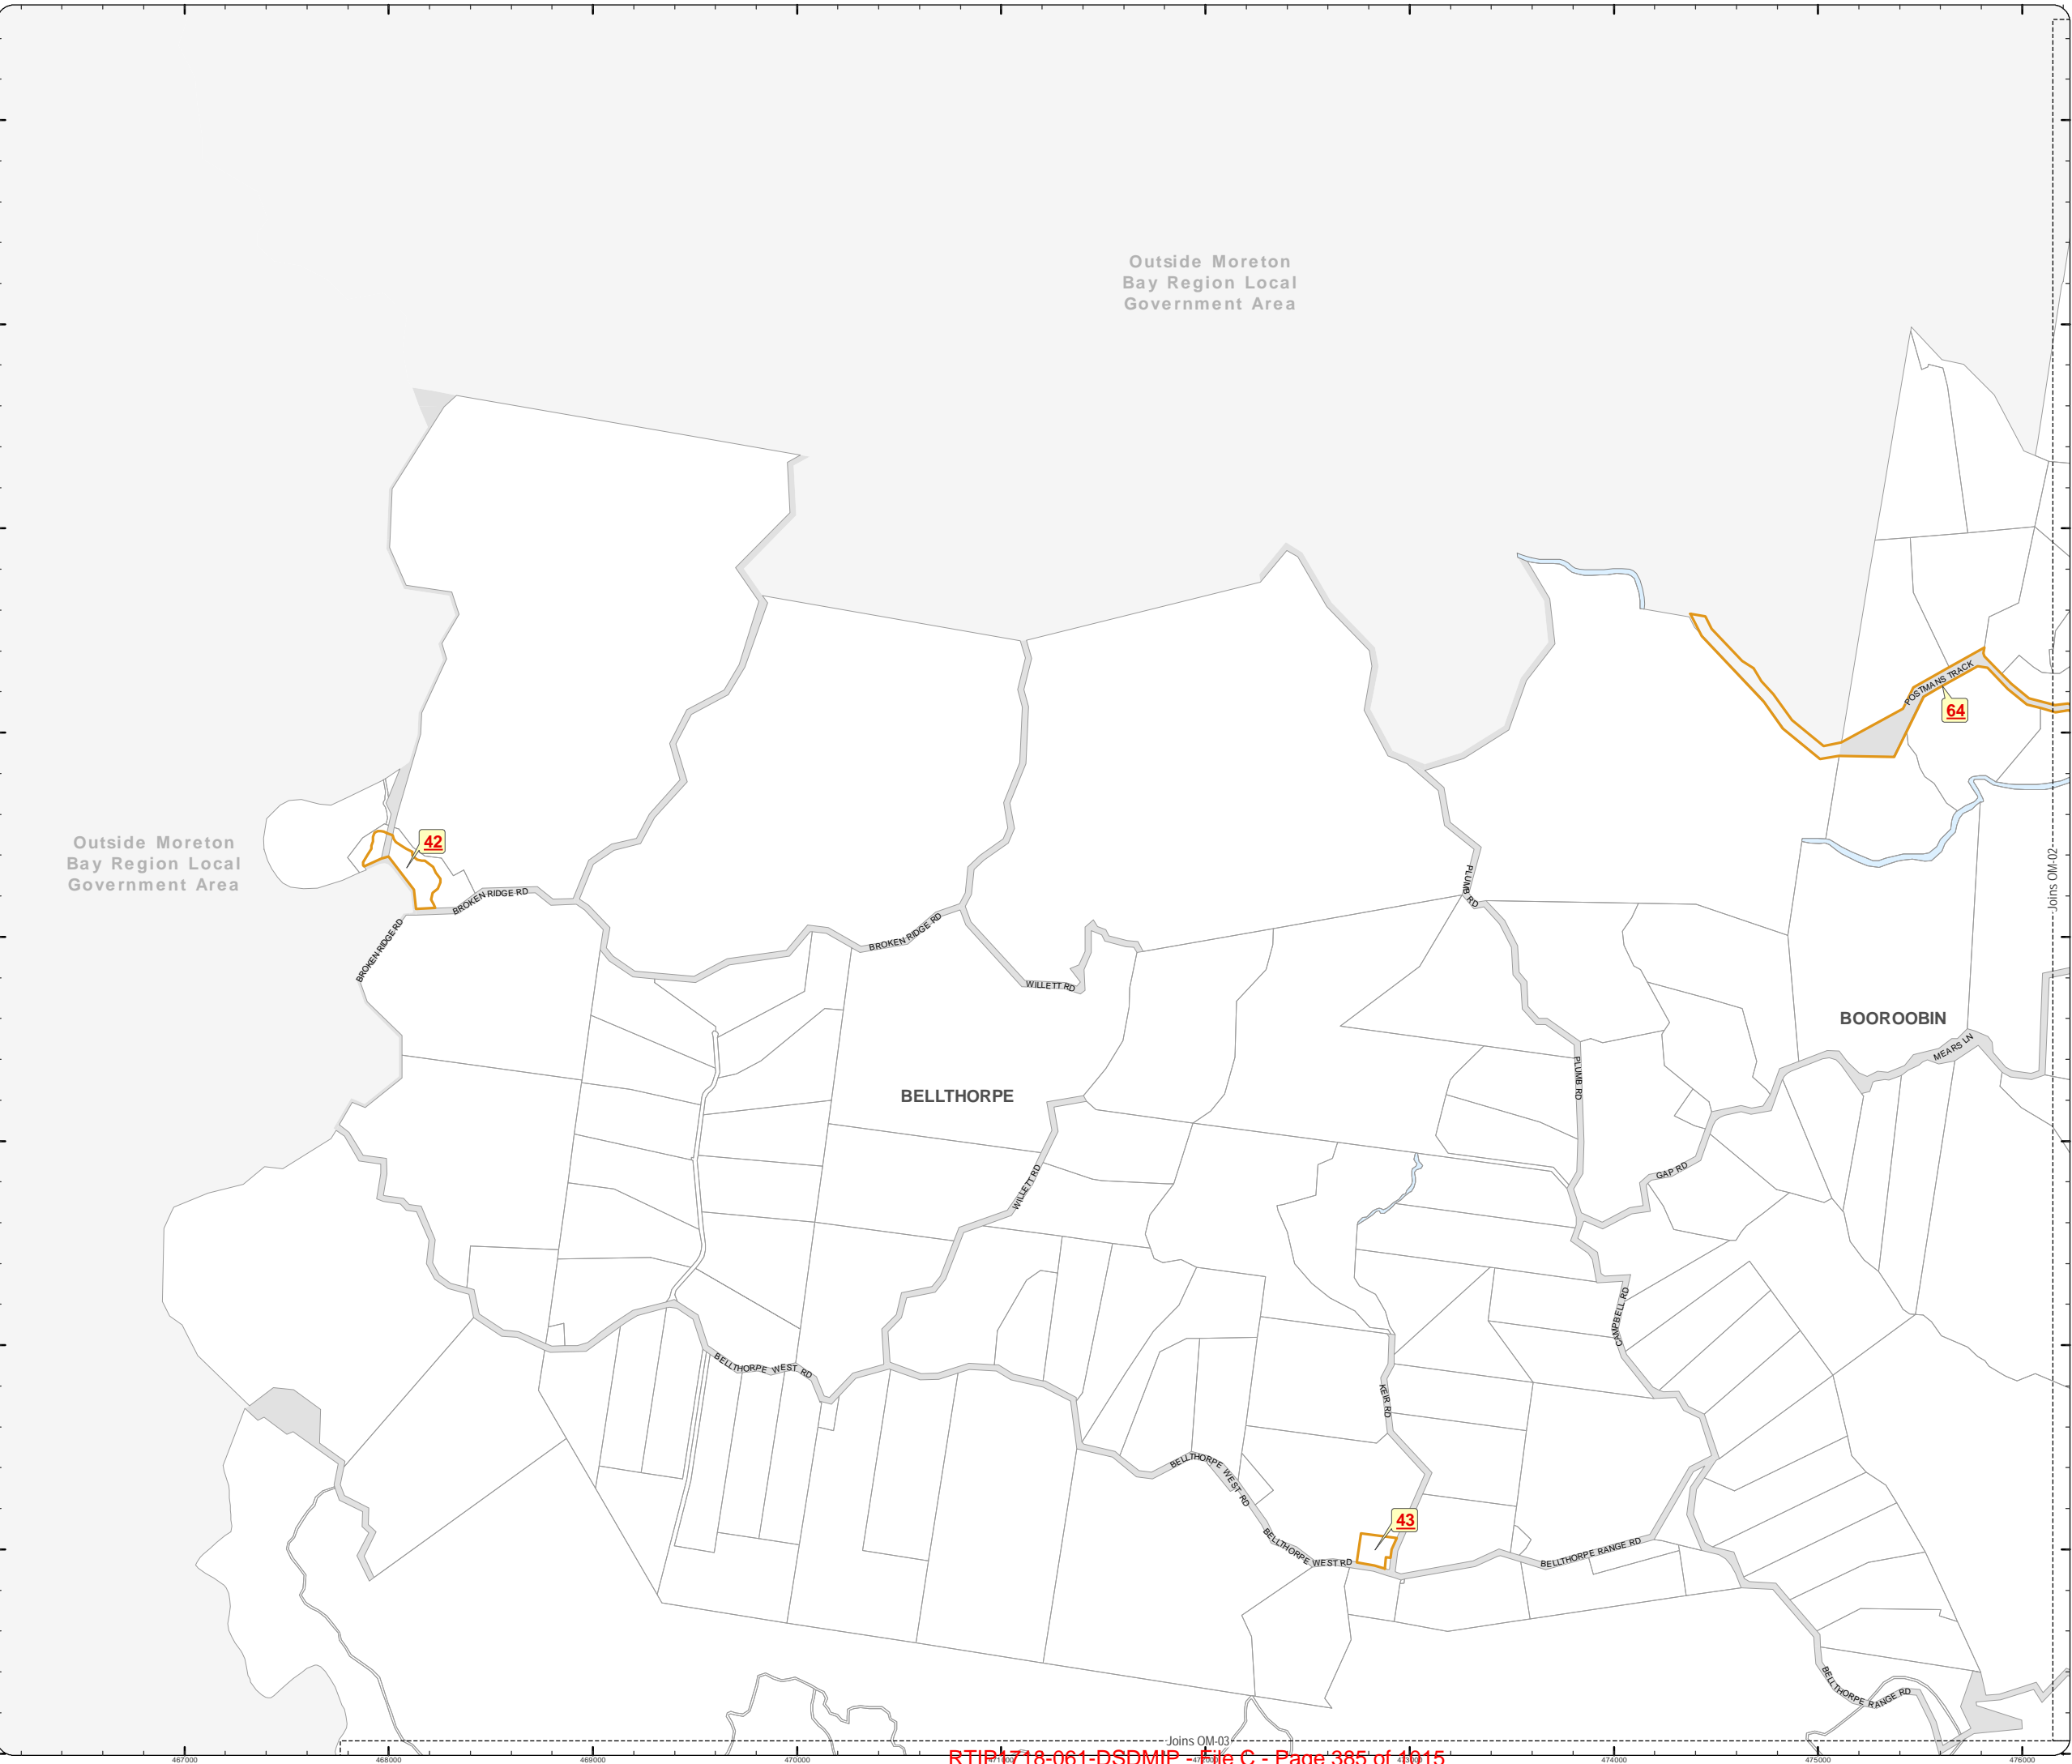 Outside Moreton
Bay Region Local
Government Area
POSTMANS TRACK
64
Outside Moreton
Bay Region Local
Government Area
42
BROKEN RIDGE RD
BROKEN RIDGE RD
BROKEN RIDGE RD
PLUMB RD
Joins OM-02
WILLETT RD
BOOROOBIN
MEARS LN
PLUMB RD
BELLTHORPE
GAP RD
WILLETT RD
CAMPBELL RD
BELLTHORPE WEST RD
KEIR RD
BELLTHORPE WEST RD
43
BELLTHORPE WEST RD
BELLTHORPE RANGE RD
BELLTHORPE RANGE RD
Joins OM-03
467000
468000
469000
470000
471000
472000
473000
474000
475000
476000
RTIP1718-061-DSDMIP - File C - Page 385 of 1015